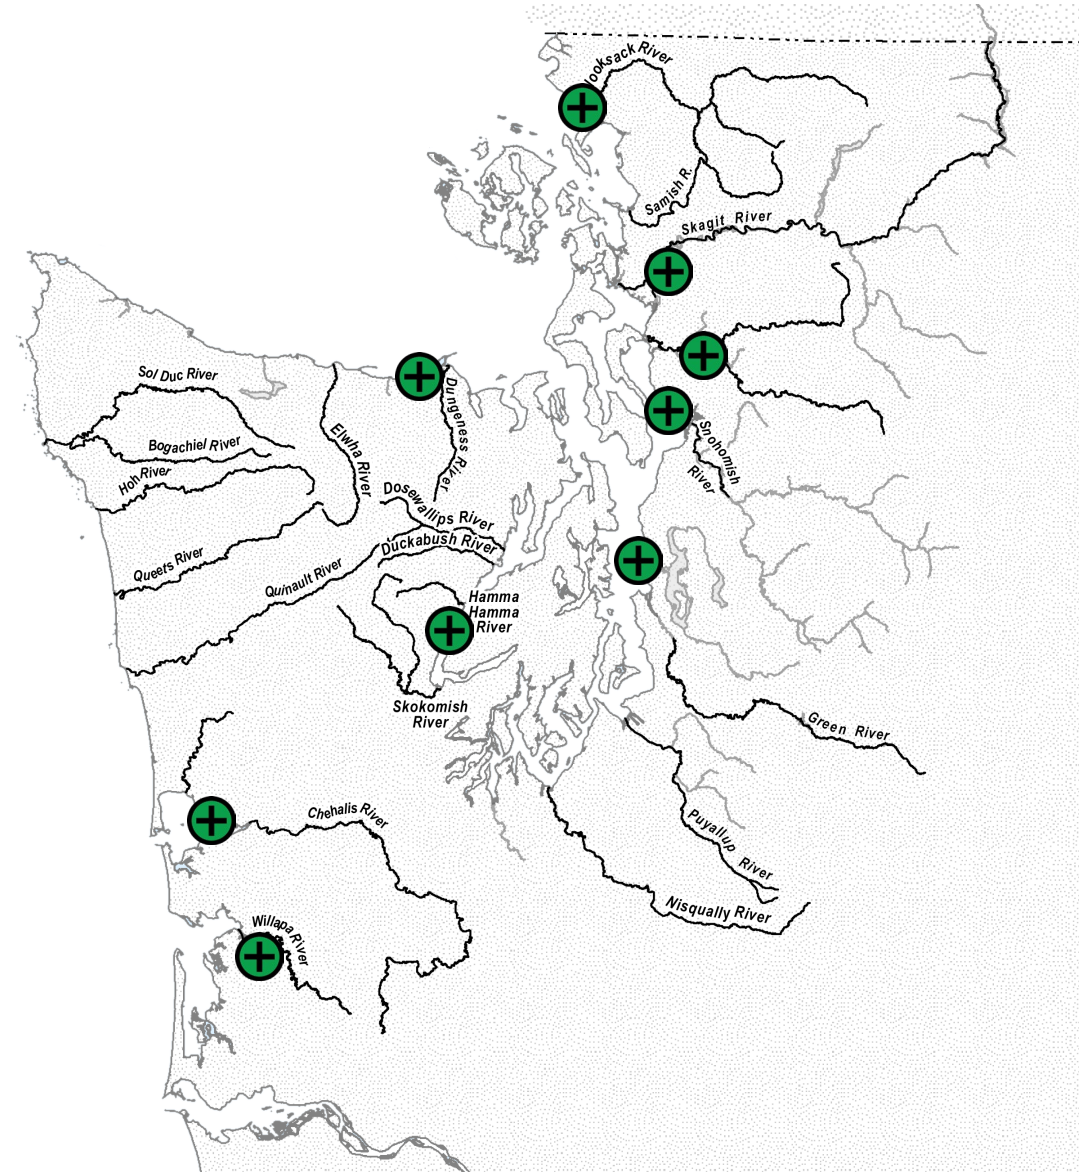 ooksack River
Samish R.
Skagit River
Sol Duc River
Bogachiel River
Hoh River
Elwha River
Dungeness River
Snohomish
River
Dosewallips River
Duckabush River
Queets River
Quinault River
Hamma
Hamma
River
Skokomish
River
Green River
Chehalis River
Puyallup
River
Nisqually River
Willapa River